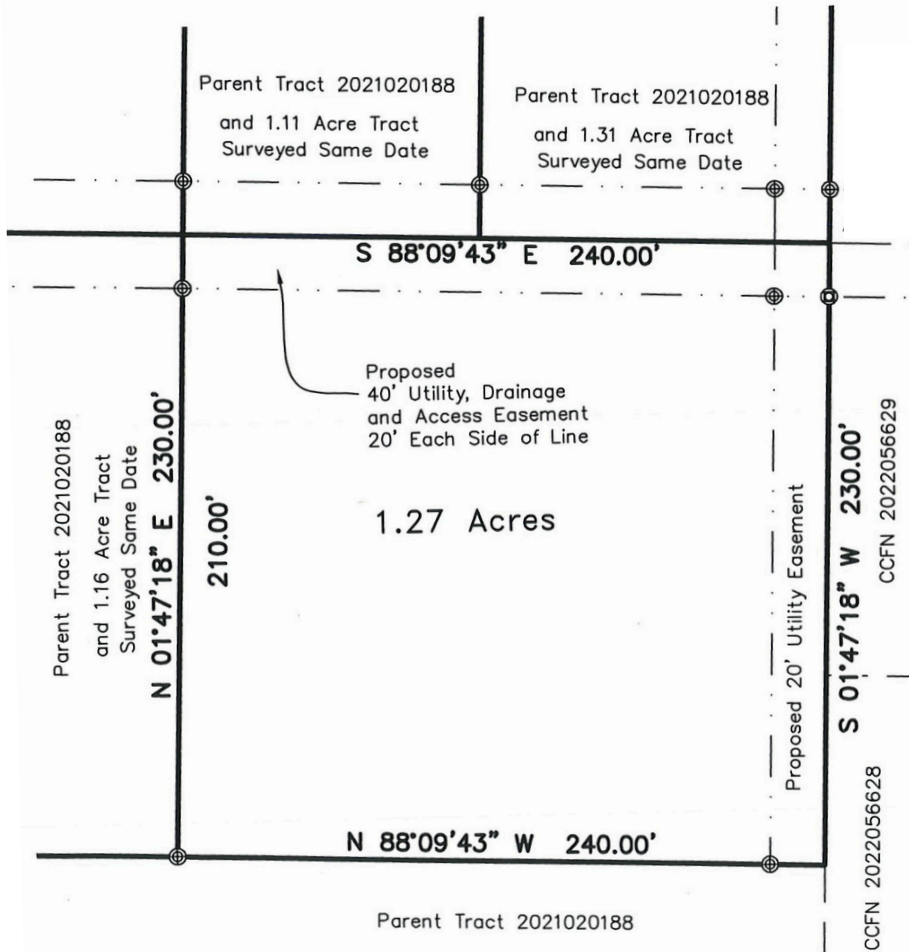 Parent Tract 2021020188
and 1.11 Acre Tract
Surveyed Same Date
Parent Tract 2021020188
and 1.31 Acre Tract
Surveyed Same Date
S 88°09'43" E 240.00'
Proposed
40' Utility, Drainage
and Access Easement
20' Each Side of Line
Parent Tract 2021020188
and 1.16 Acre Tract
Surveyed Same Date
N 01°47'18" E 230.00'
210.00'
1.27 Acres
Proposed 20' Utility Easement
S 01°47'18" W 230.00'
CCFN 2022056629
CCFN 2022056628
N 88°09'43" W 240.00'
Parent Tract 2021020188